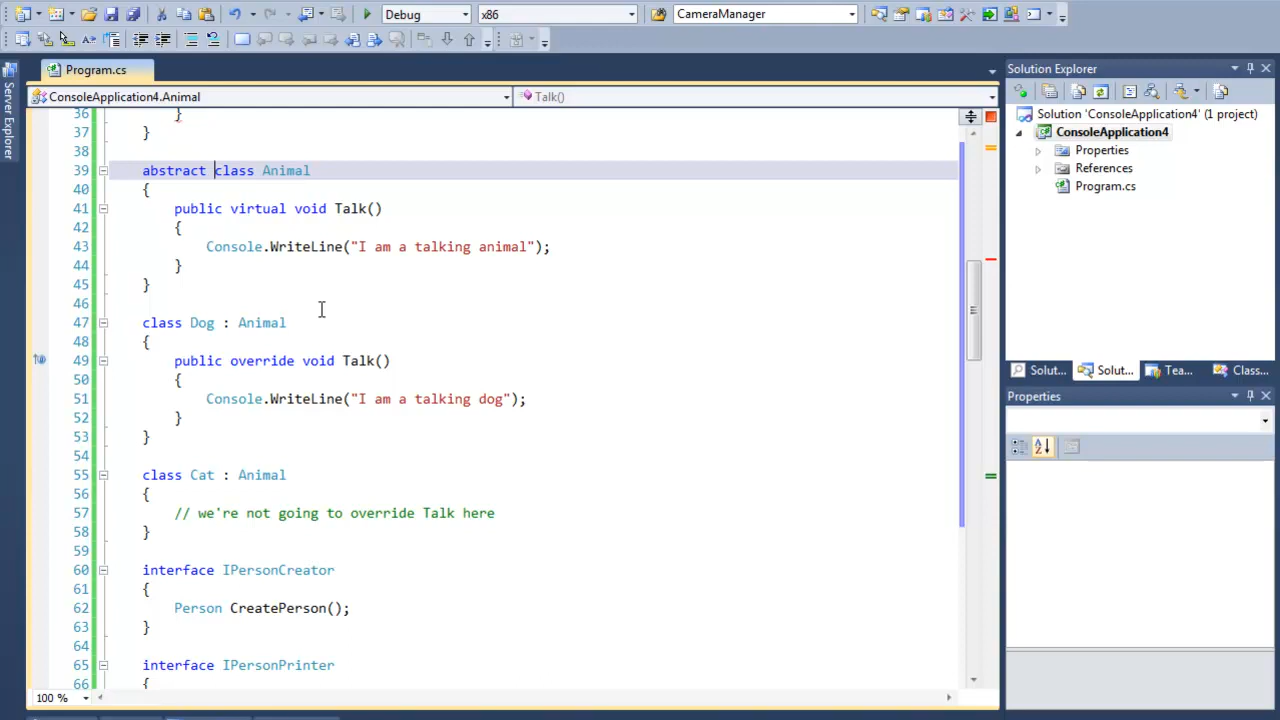 Debug
x86
CameraManager
Program.cs
Solution Explorer
ConsoleApplication4.Animal
Talk()
Server Explorer
Solution 'ConsoleApplication4' (1 project)
ConsoleApplication4
Properties
References
Program.cs
36 }
37 }
38
39 abstract class Animal
40 {
41 public virtual void Talk()
42 {
43 Console.WriteLine("I am a talking animal");
44 }
45 }
46
47 class Dog : Animal
48 {
49 public override void Talk()
50 {
51 Console.WriteLine("I am a talking dog");
52 }
53 }
54
55 class Cat : Animal
56 {
57 // we're not going to override Talk here
58 }
59
60 interface IPersonCreator
61 {
62 Person CreatePerson();
63 }
64
65 interface IPersonPrinter
66 {
100 %
Solut...
Solut...
Tea...
Class...
Properties